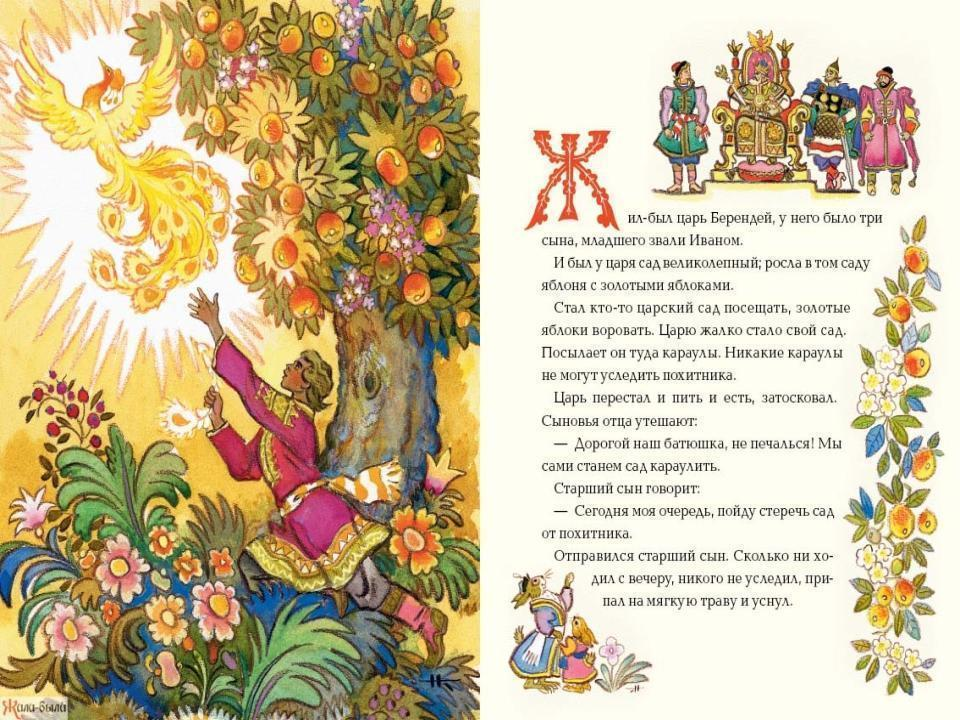 Жил-был царь Берендей, у него было три
сына, младшего звали Иваном.
И был у царя сад великолепный; росла в том саду
яблоня с золотыми яблоками.
Стал кто-то царский сад посещать, золотые
яблоки воровать. Царю жалко стало свой сад.
Посылает он туда караулы. Никакие караулы
не могут уследить похитника.
Царь перестал и пить и есть, затосковал.
Сыновья отца утешают:
— Дорогой наш батюшка, не печалься! Мы
сами станем сад караулить.
Старший сын говорит:
— Сегодня моя очередь, пойду стеречь сад
от похитника.
Отправился старший сын. Сколько ни хо-
дил с вечеру, никого не уследил, при-
пал на мягкую траву и уснул.
Жили-были